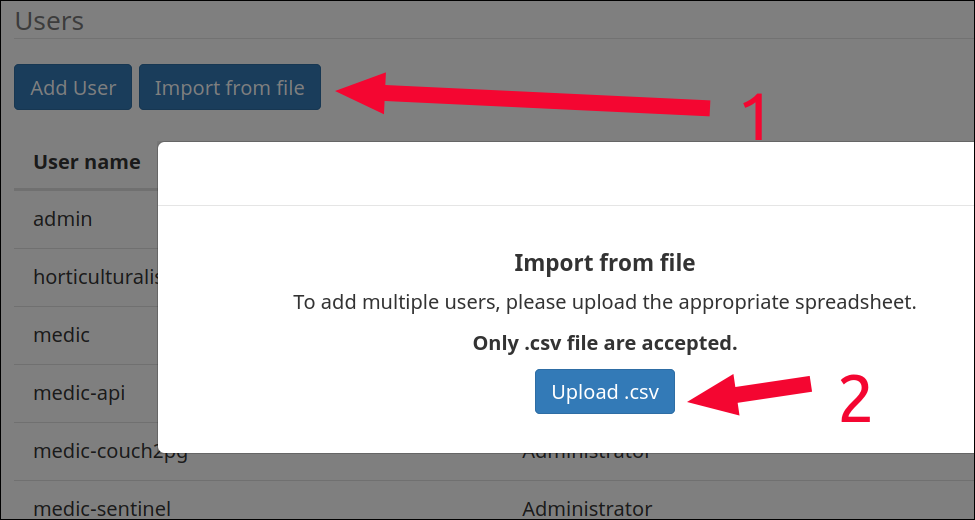 Users
Add User Import from file
1
User name
admin
horticulturalis
medic
medic-api
medic-couch2pg
Administrator
medic-sentinel Administrator
Import from file
To add multiple users, please upload the appropriate spreadsheet.
Only .csv file are accepted.
Upload .csv
2